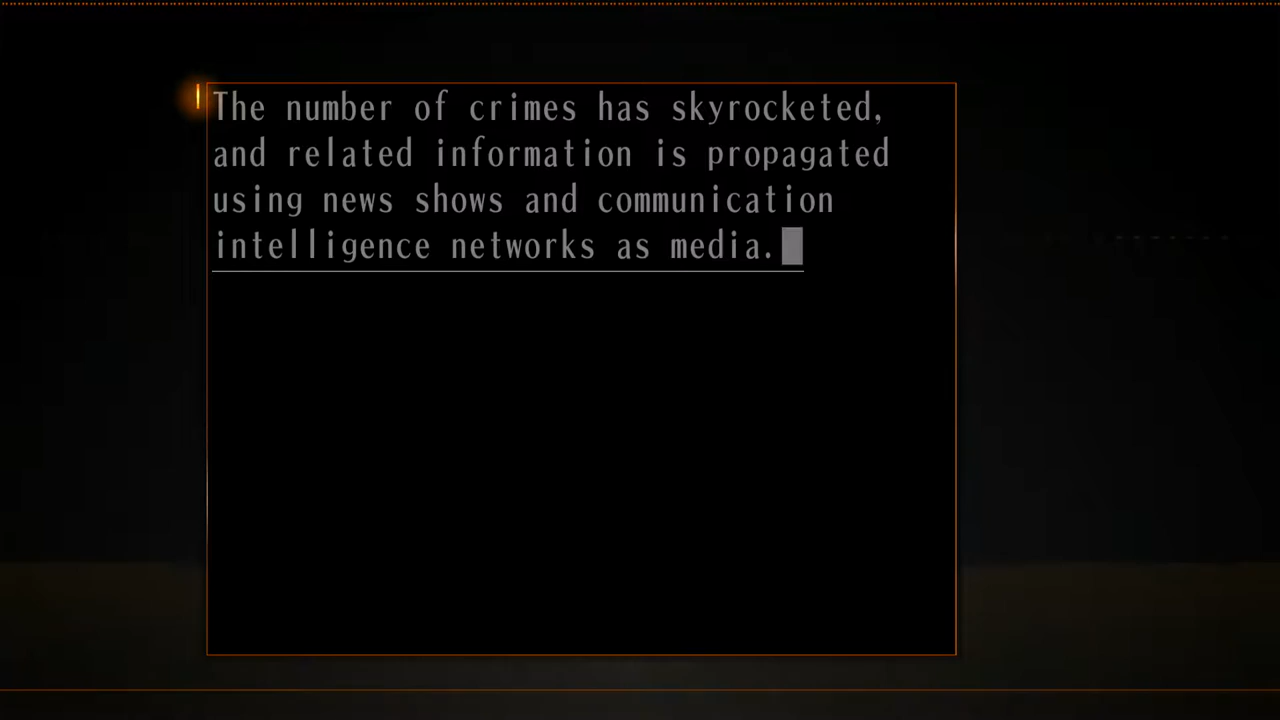 The number of crimes has skyrocketed,
and related information is propagated
using news shows and communication
intelligence networks as media.